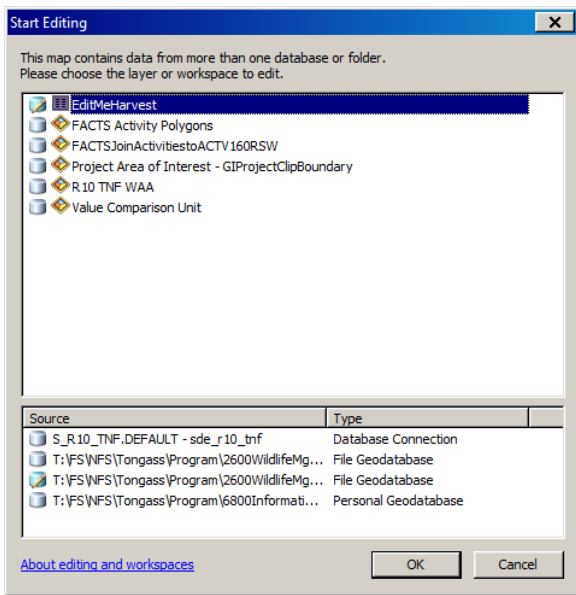 Start Editing
This map contains data from more than one database or folder.
Please choose the layer or workspace to edit.
EditMeHarvest
FACTS Activity Polygons
FACTSJoinActivitiestoACTV160RSW
Project Area of Interest - GIProjectClipBoundary
R10 TNF WAA
Value Comparison Unit
Source Type
S_R10_TNF.DEFAULT - sde_r10_tnf Database Connection
T:\FS\NFS\Tongass\Program\2600WildlifeMg... File Geodatabase
T:\FS\NFS\Tongass\Program\2600WildlifeMg... File Geodatabase
T:\FS\NFS\Tongass\Program\6800Informati... Personal Geodatabase
About editing and workspaces OK Cancel